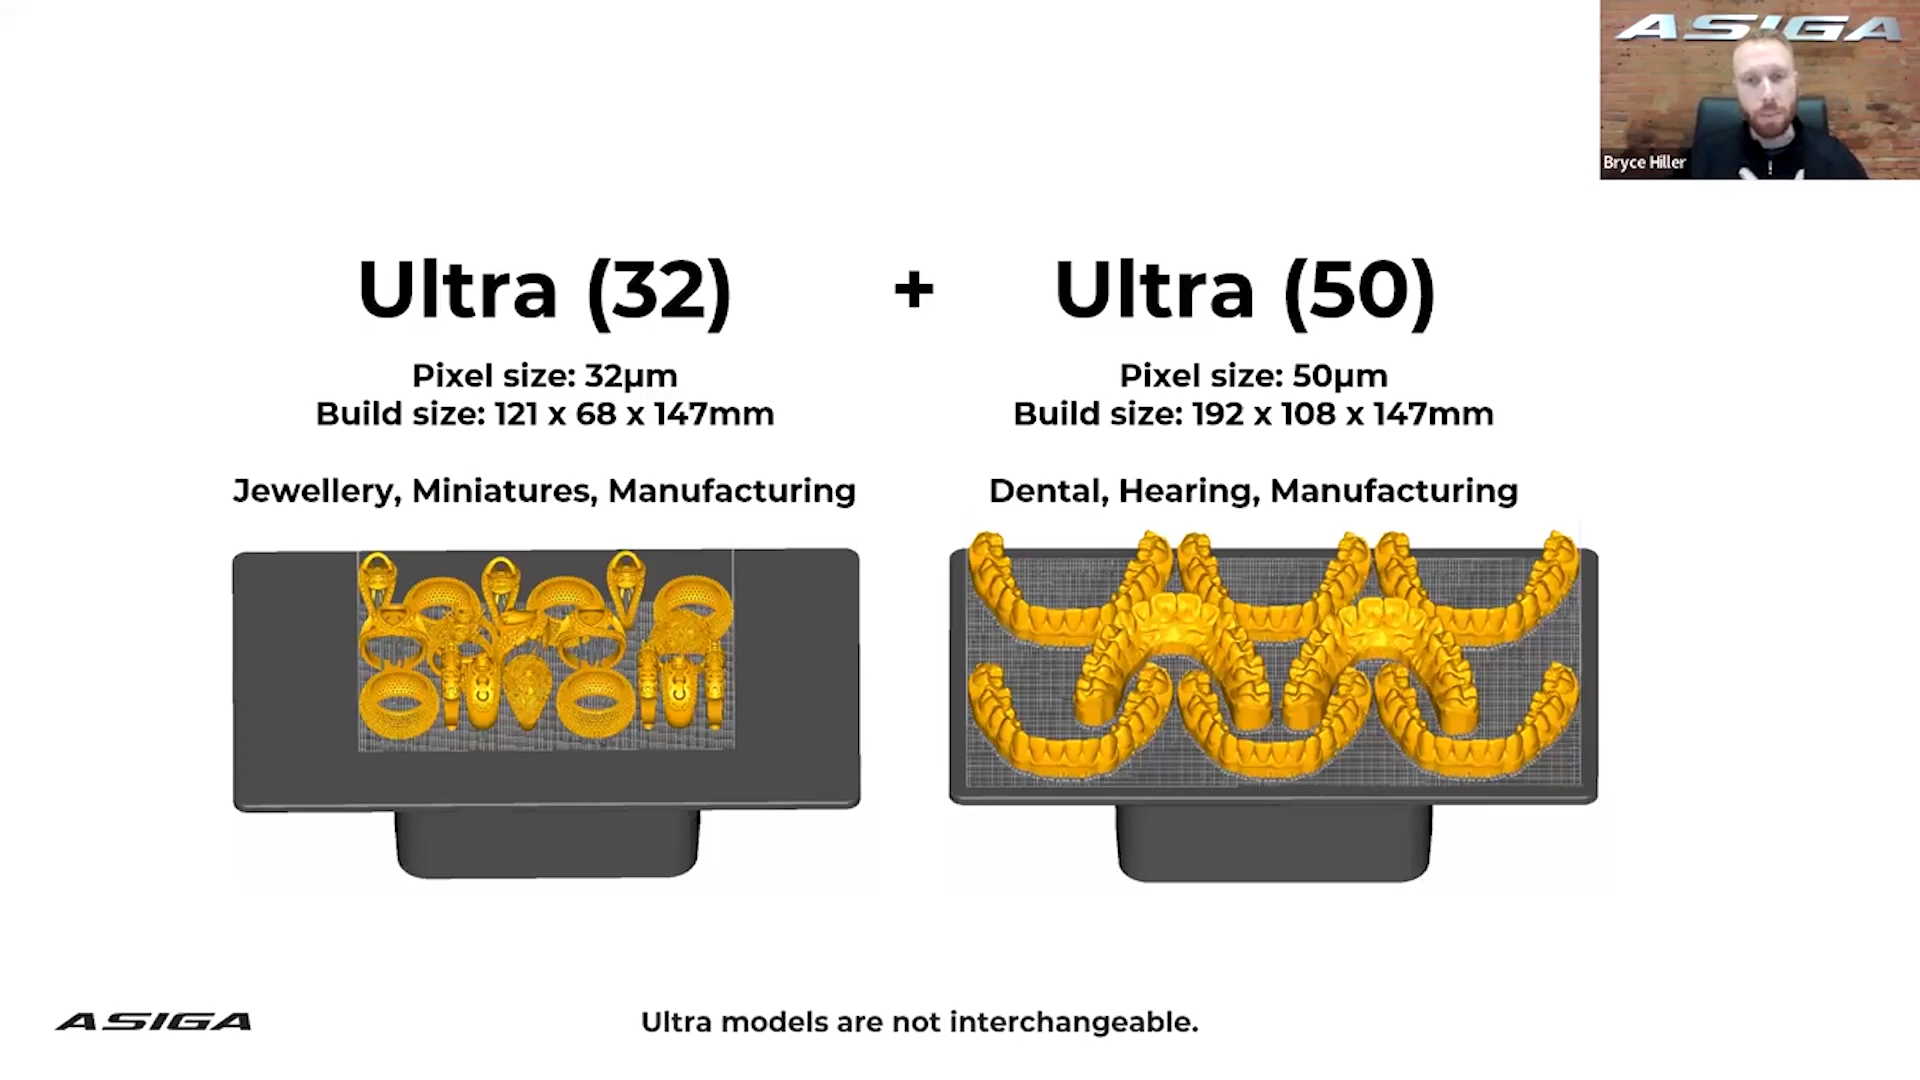 ASIGA
Bryce Hiller
Ultra (32)
+
Ultra (50)
Pixel size: 32µm
Build size: 121 x 68 x 147mm
Pixel size: 50µm
Build size: 192 x 108 x 147mm
Jewellery, Miniatures, Manufacturing
Dental, Hearing, Manufacturing
ASIGA
Ultra models are not interchangeable.